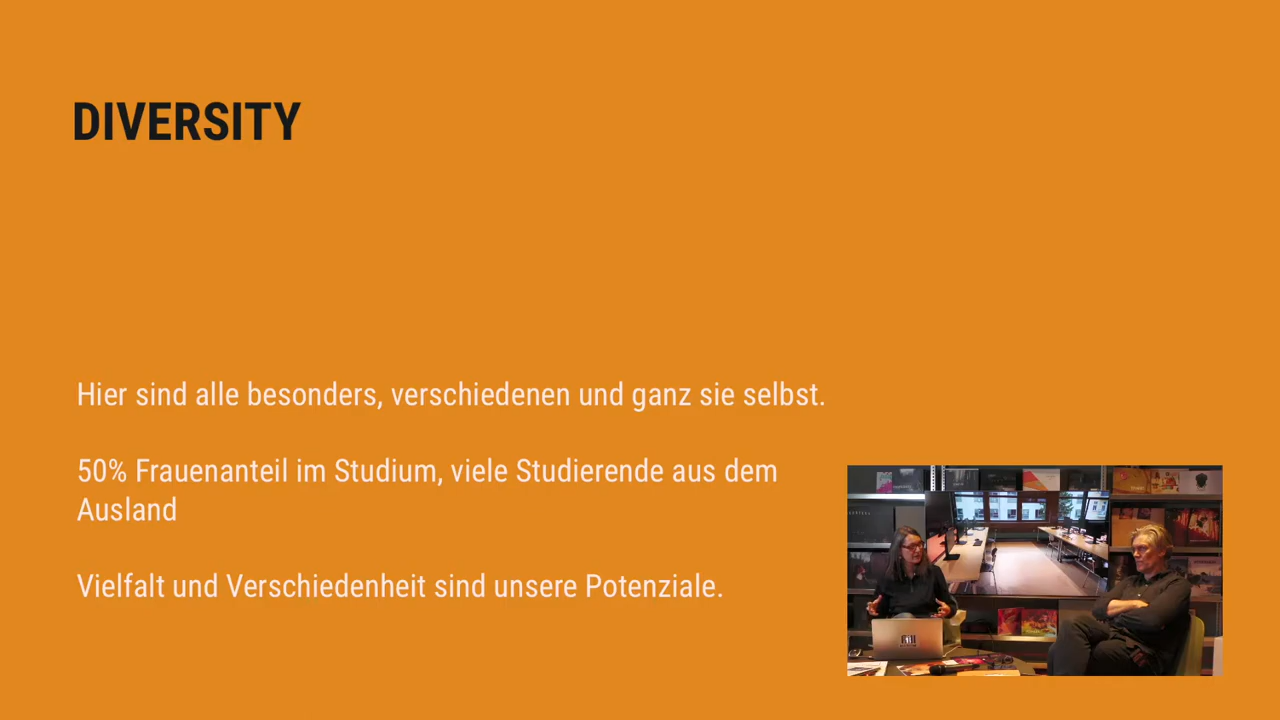 DIVERSITY
Hier sind alle besonders, verschiedenen und ganz sie selbst.
50% Frauenanteil im Studium, viele Studierende aus dem
Ausland
Vielfalt und Verschiedenheit sind unsere Potenziale.